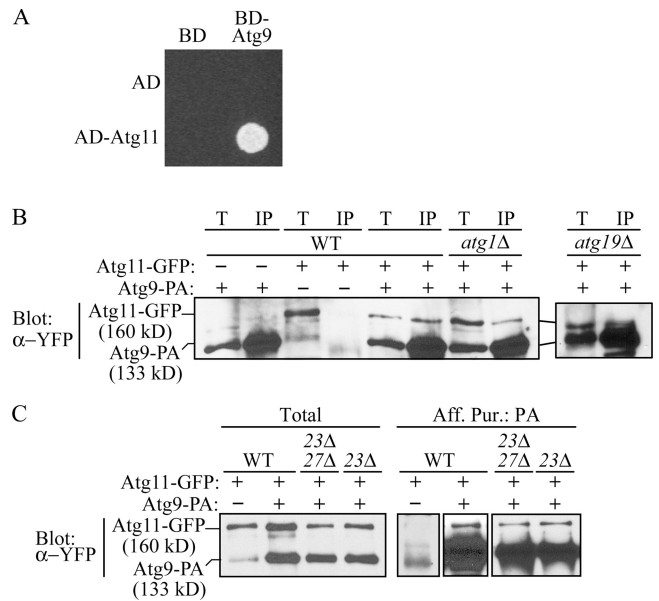 A
BD
BD-
Atg9
AD
AD-Atg11
B
T IP T IP T IP T IP T IP
WT atg1Δ atg19Δ
Atg11-GFP: – – + + + + + + + +
Atg9-PA: + + – – + + + + + +
Blot:
α–YFP
Atg11-GFP
(160 kD)
Atg9-PA
(133 kD)
C
Total Aff. Pur.: PA
WT 23Δ 27Δ 23Δ WT 23Δ 27Δ 23Δ
Atg11-GFP: + + + + + + + +
Atg9-PA: – + + + – + + +
Blot:
α–YFP
Atg11-GFP
(160 kD)
Atg9-PA
(133 kD)